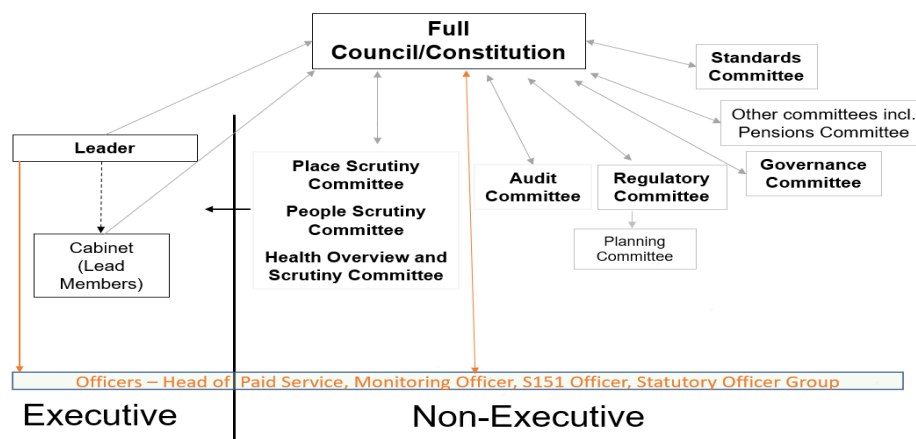 Full
Council/Constitution
Standards
Committee
Other committees incl.
Pensions Committee
Leader
Place Scrutiny
Committee
People Scrutiny
Committee
Health Overview and
Scrutiny Committee
Audit
Committee
Regulatory
Committee
Governance
Committee
Cabinet
(Lead
Members)
Planning
Committee
Officers – Head of Paid Service, Monitoring Officer, S151 Officer, Statutory Officer Group
Executive
Non-Executive